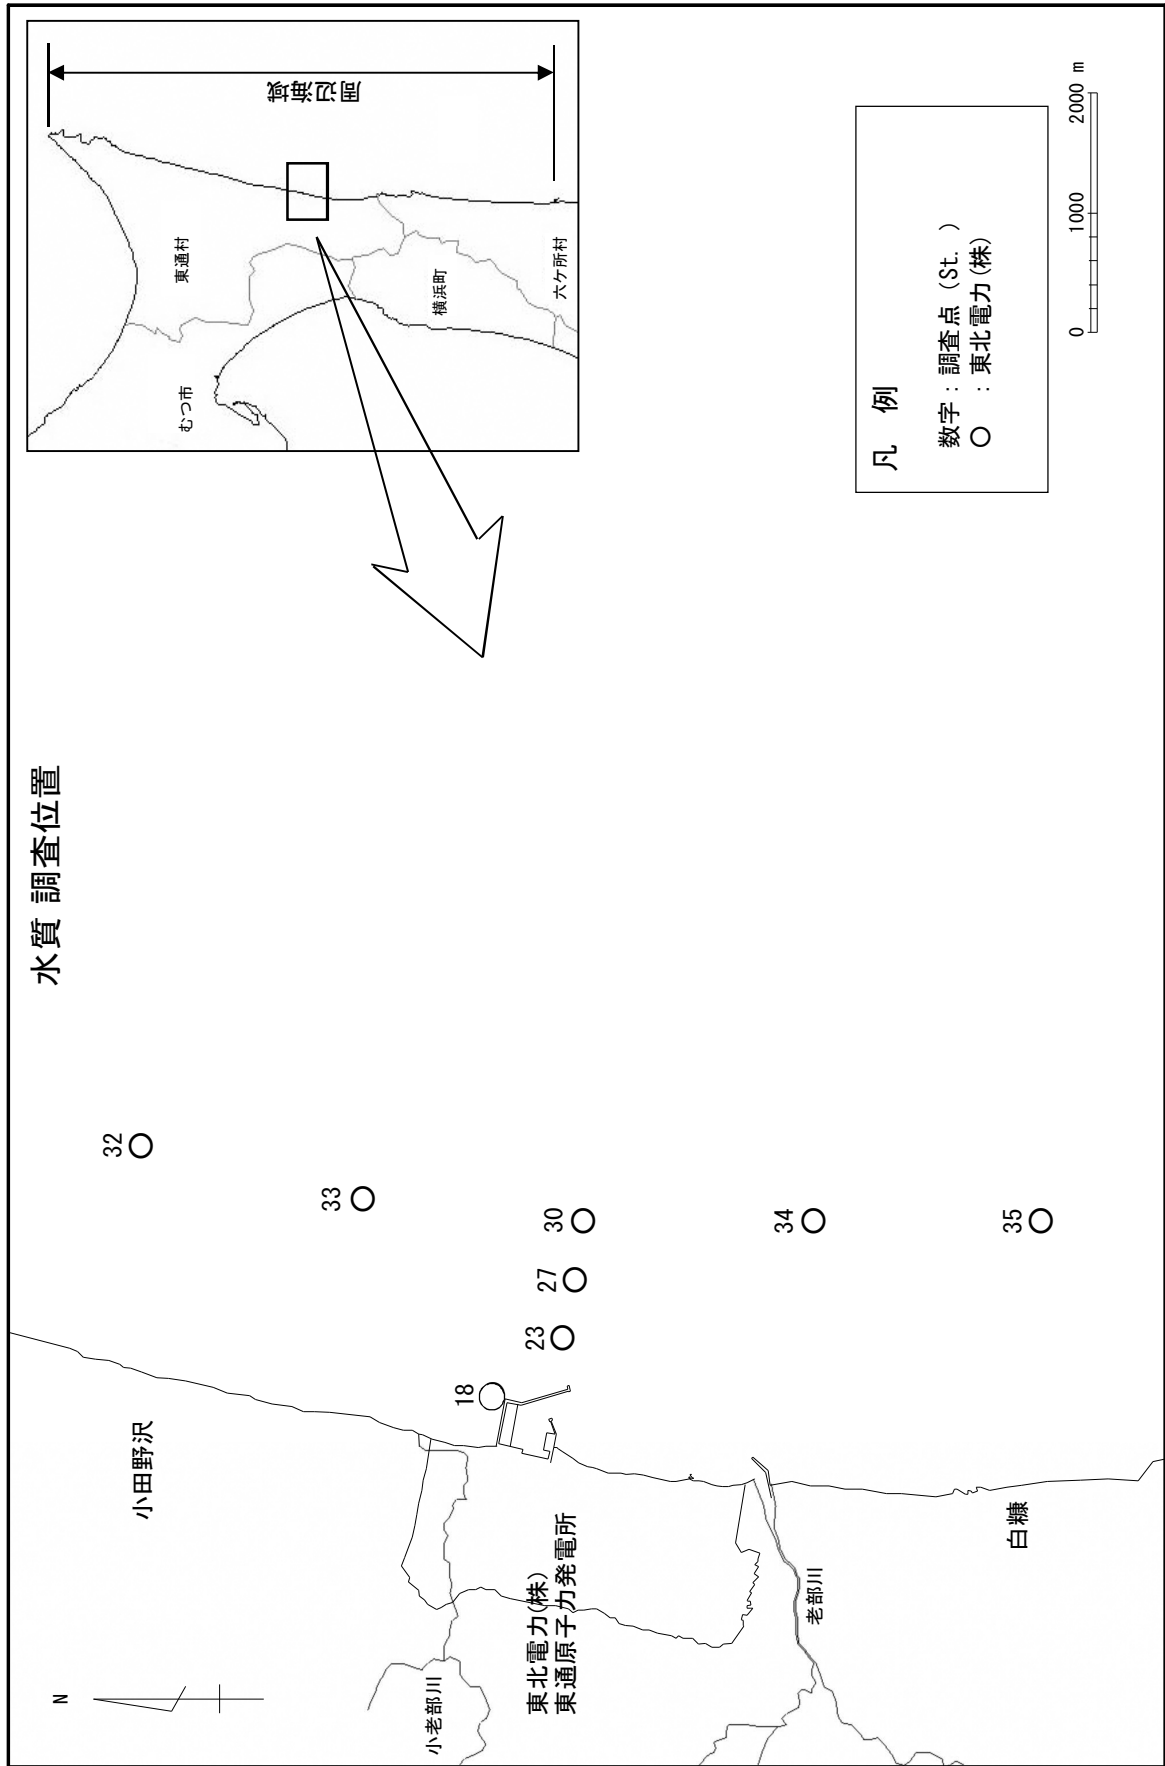 水質 調査位置
周辺海域
むつ市
東通村
横浜町
六ケ所村
N
小田野沢
32
33
18
23
27
30
34
35
小老部川
東北電力(株)
東通原子力発電所
老部川
白糠
凡 例
数字：調査点 (St. )
○ ：東北電力(株)
0 1000 2000 m